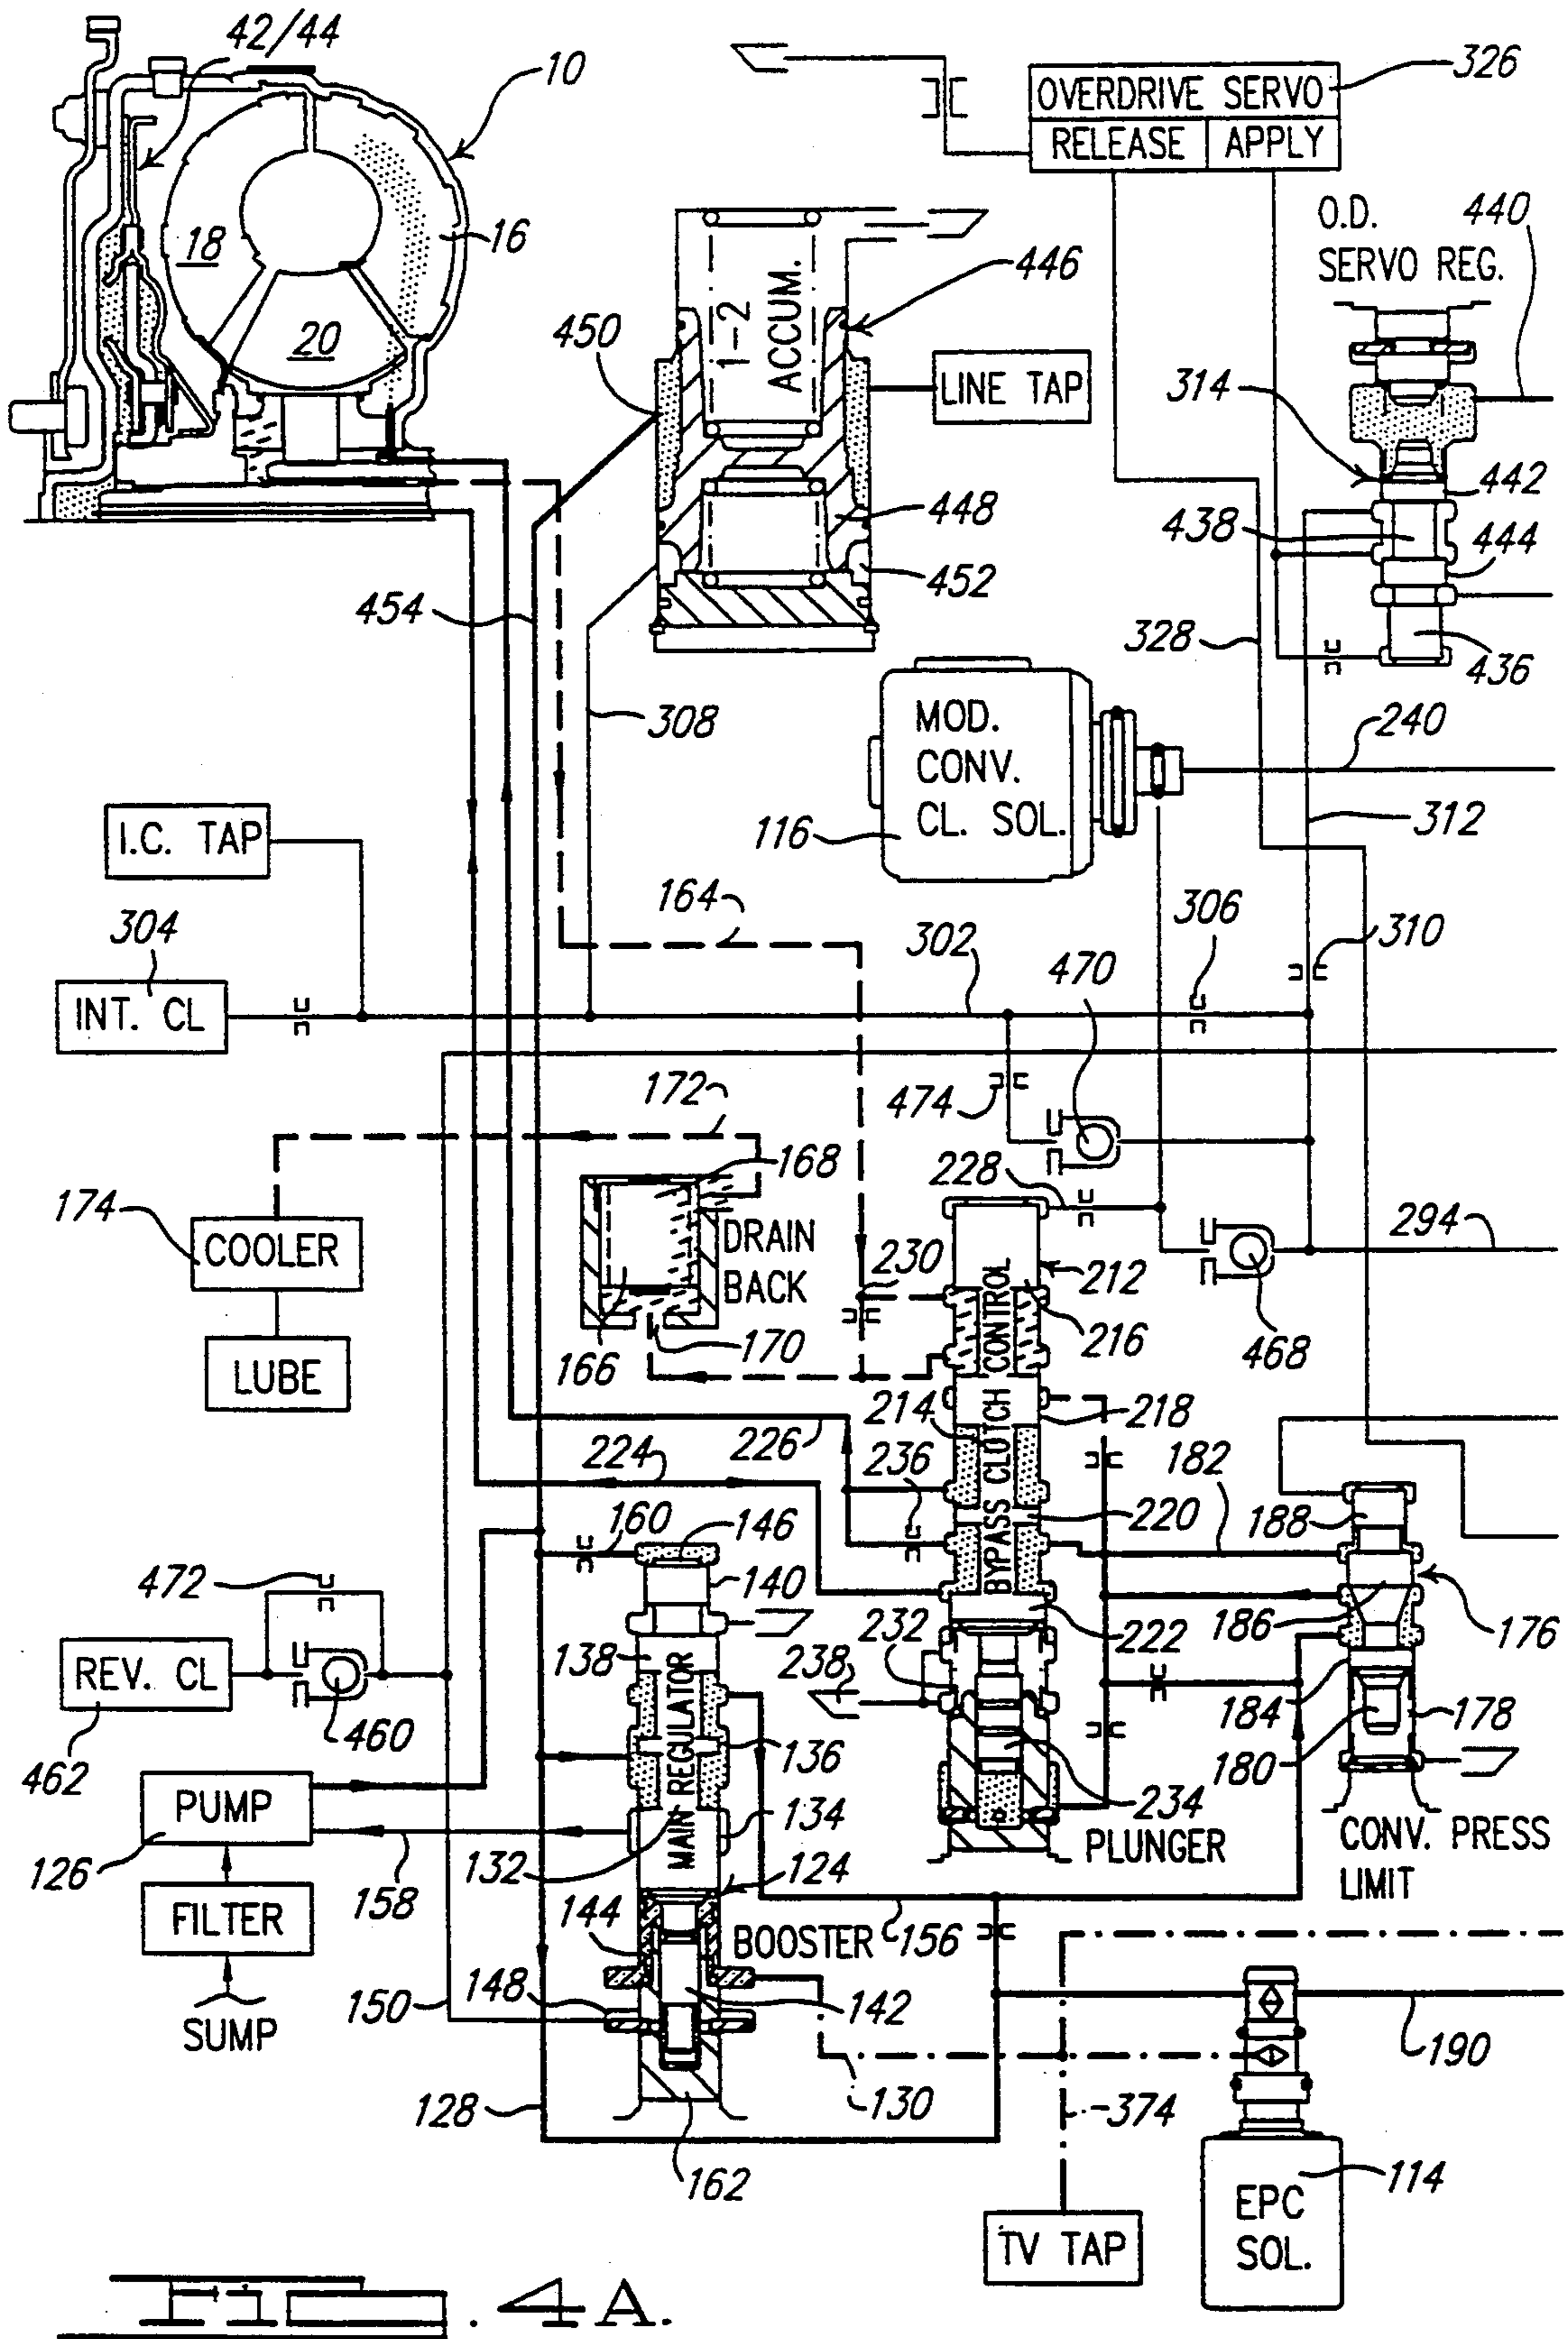 42/44
10
326
OVERDRIVE SERVO
RELEASE
APPLY
O.D.
SERVO REG.
440
18
16
20
446
1-2
ACCUM.
450
LINE TAP
314
442
438
444
448
452
454
328
436
308
MOD.
CONV.
CL. SOL.
240
116
312
I.C. TAP
164
306
310
304
302
470
INT. CL
474
172
168
228
294
174
COOLER
DRAIN
BACK
230
212
216
468
166
170
LUBE
BYPASS CLUTCH CONTROL
214
218
226
224
236
182
220
188
160
146
472
140
186
176
222
232
REV. CL
138
238
184
178
460
462
MAIN REGULATOR
136
180
PUMP
234
134
PLUNGER
CONV. PRESS
LIMIT
126
158
132
124
FILTER
144
BOOSTER
156
150
148
142
SUMP
190
128
130
374
162
114
EPC
SOL.
TV TAP
FIG. 4A.